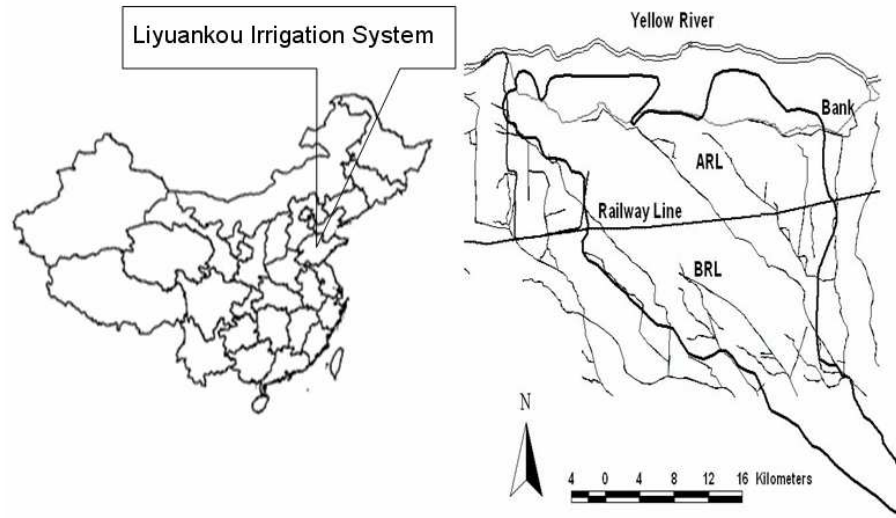 Liyuankou Irrigation System
Yellow River
Bank
ARL
Railway Line
BRL
N
4 0 4 8 12 16 Kilometers